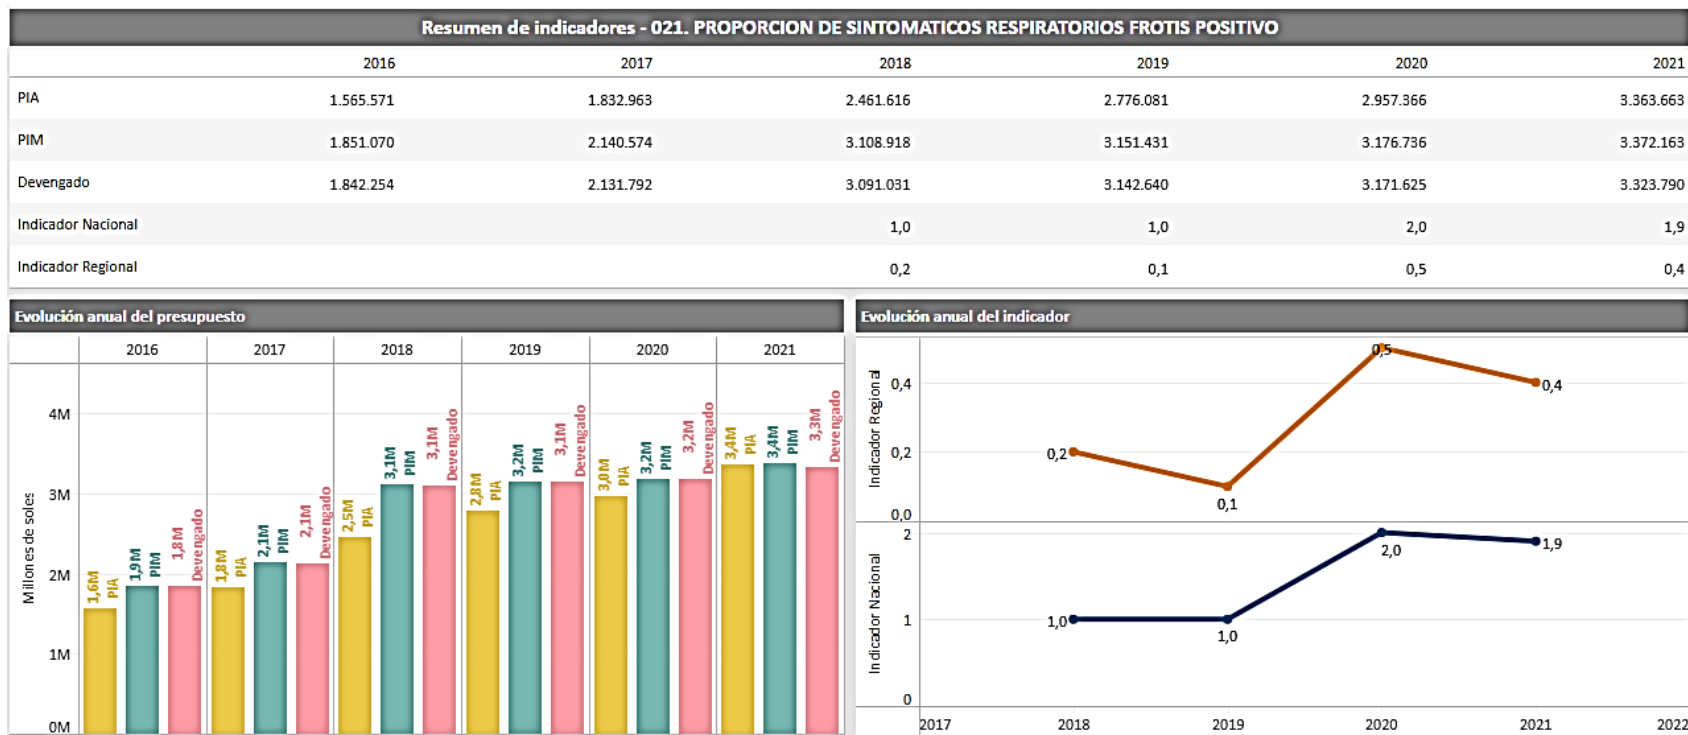 Resumen de indicadores - 021. PROPORCION DE SINTOMATICOS RESPIRATORIOS FROTIS POSITIVO
2016 2017 2018 2019 2020 2021
PIA 1.565.571 1.832.963 2.461.616 2.776.081 2.957.366 3.363.663
PIM 1.851.070 2.140.574 3.108.918 3.151.431 3.176.736 3.372.163
Devengado 1.842.254 2.131.792 3.091.031 3.142.640 3.171.625 3.323.790
Indicador Nacional 1,0 1,0 2,0 1,9
Indicador Regional 0,2 0,1 0,5 0,4
Evolución anual del presupuesto
2016 2017 2018 2019 2020 2021
Millones de soles
4M
3M
2M
1M
0M
1,6M PIA
1,9M PIM
1,8M Devengado
1,8M PIA
2,1M PIM
2,1M Devengado
2,5M PIA
3,1M PIM
3,1M Devengado
2,8M PIA
3,2M PIM
3,1M Devengado
3,0M PIA
3,2M PIM
3,2M Devengado
3,4M PIA
3,4M PIM
3,3M Devengado
Evolución anual del indicador
Indicador Regional
0,4
0,2
0,0
0,2
0,1
0,5
0,4
Indicador Nacional
2
1
0
1,0
1,0
2,0
1,9
2017 2018 2019 2020 2021 2022